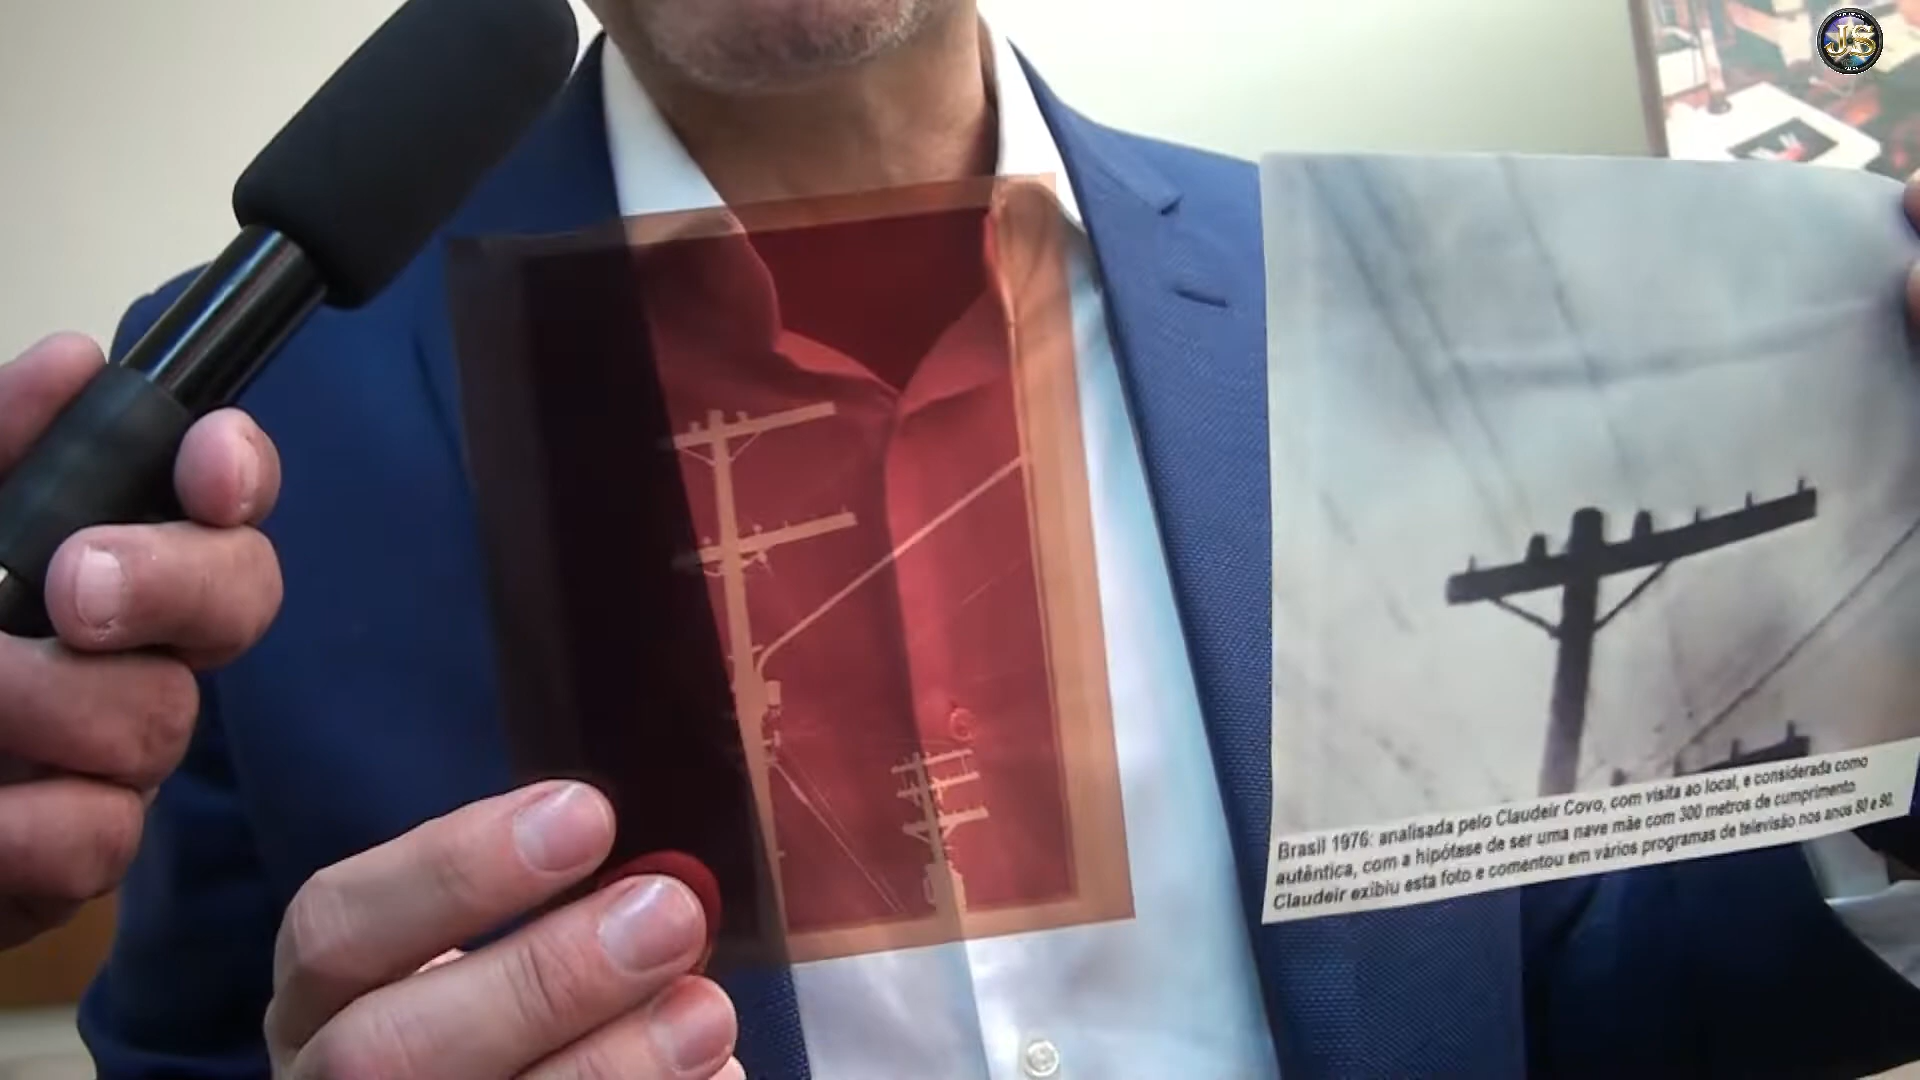 JS
Brasil 1976: analisada pelo Claudeir Covo, com visita ao local, e considerada como
autêntica, com a hipótese de ser uma nave mãe com 300 metros de cumprimento
Claudeir exibiu esta foto e comentou em vários programas de televisão nos anos 80 e 90.